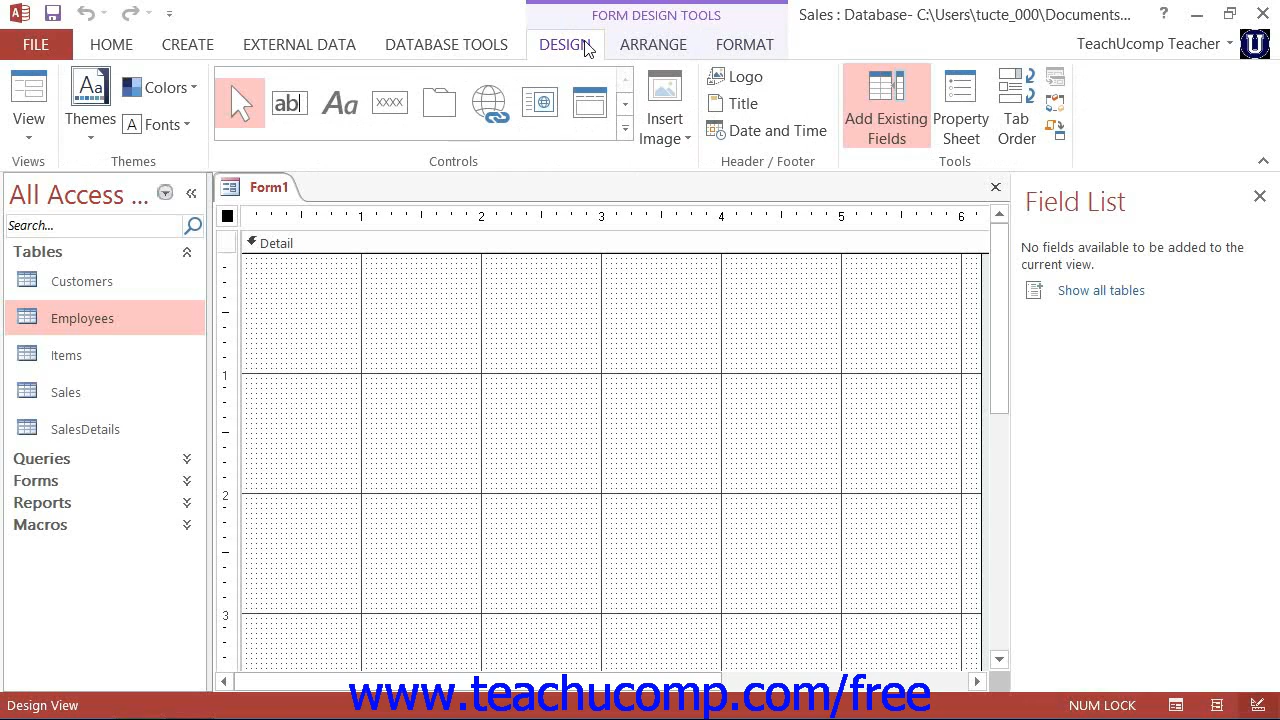 FORM DESIGN TOOLS
Sales : Database- C:\Users\tucte_000\Documents... ?
FILE HOME CREATE EXTERNAL DATA DATABASE TOOLS DESIGN ARRANGE FORMAT TeachUcomp Teacher
View
Views
Themes
Colors
Fonts
Themes
ab
Aa
XXXX
Controls
Insert Image
Logo
Title
Date and Time
Header / Footer
Add Existing Fields
Property Sheet
Tab Order
Tools
All Access ...
Search...
Tables
Customers
Employees
Items
Sales
SalesDetails
Queries
Forms
Reports
Macros
Form1
1 2 3 4 5 6
Detail
1
2
3
Field List
No fields available to be added to the
current view.
Show all tables
www.teachucomp.com/free
Design View
NUM LOCK